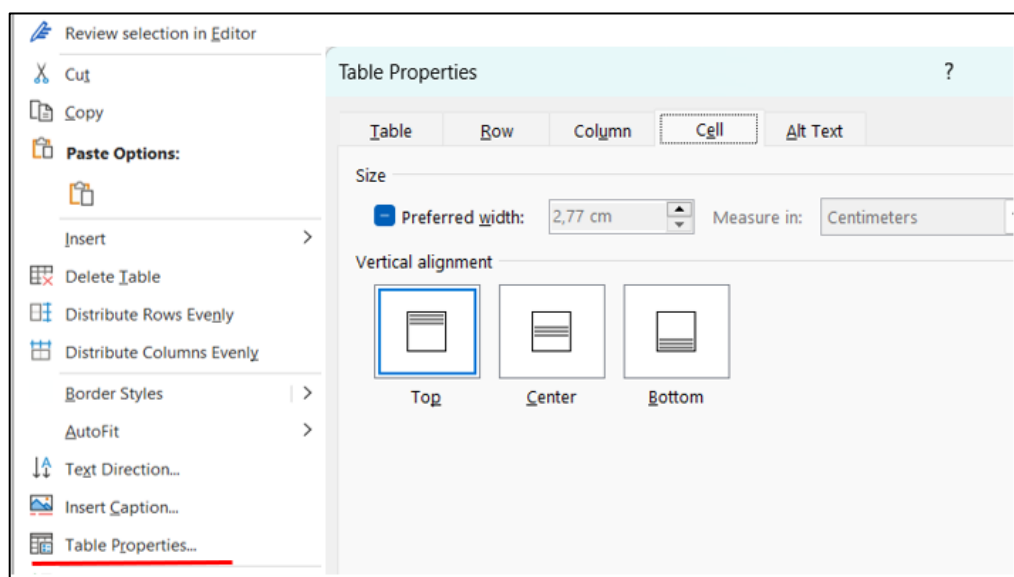 Review selection in Editor
Cut
Copy
Paste Options:
Insert
Delete Table
Distribute Rows Evenly
Distribute Columns Evenly
Border Styles
AutoFit
Text Direction...
Insert Caption...
Table Properties...
Table Properties ?
Table Row Column Cell Alt Text
Size
Preferred width: 2,77 cm Measure in: Centimeters
Vertical alignment
Top Center Bottom